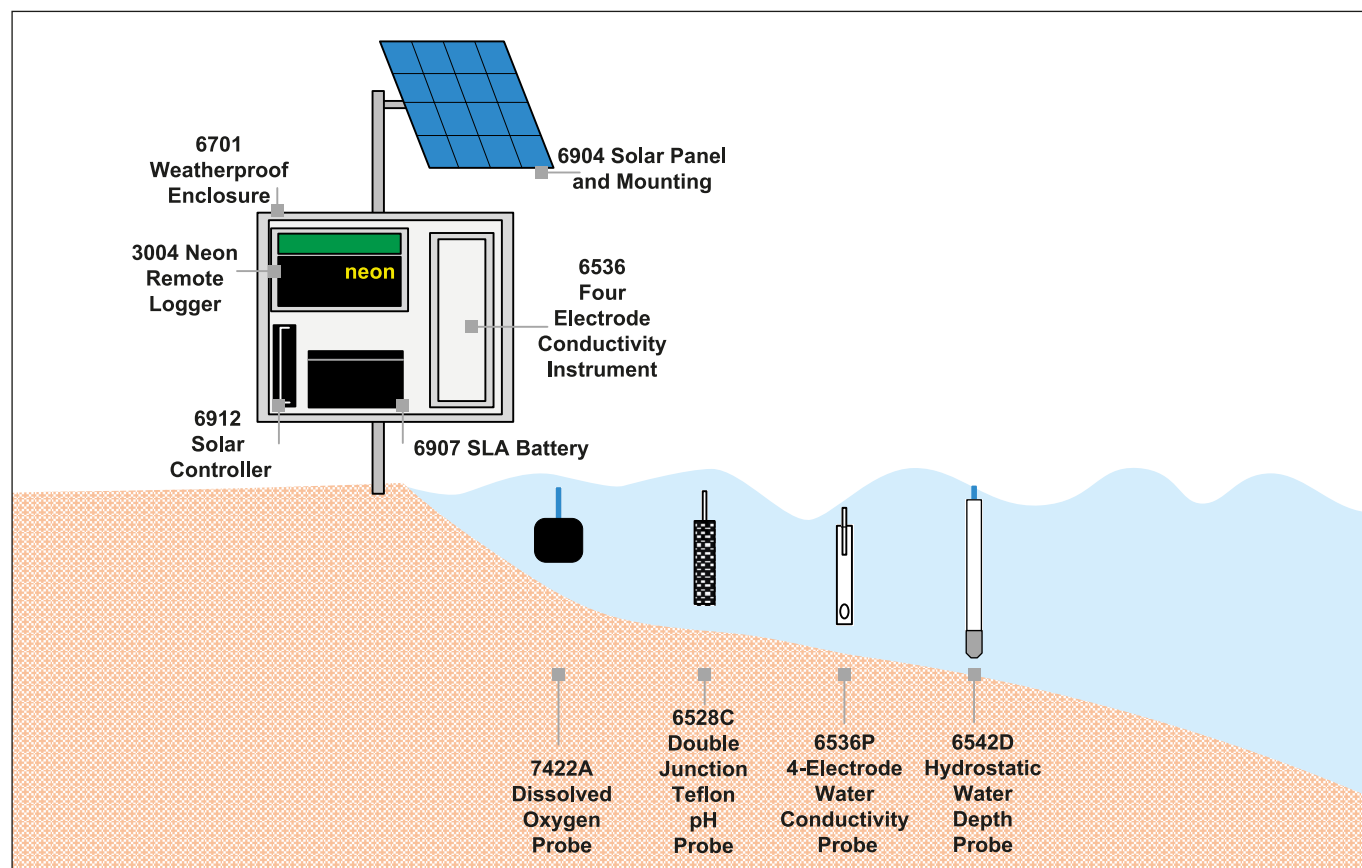 6701
Weatherproof
Enclosure
6904 Solar Panel
and Mounting
3004 Neon
Remote
Logger
neon
6536
Four
Electrode
Conductivity
Instrument
6912
Solar
Controller
6907 SLA Battery
7422A
Dissolved
Oxygen
Probe
6528C
Double
Junction
Teflon
pH
Probe
6536P
4-Electrode
Water
Conductivity
Probe
6542D
Hydrostatic
Water
Depth
Probe